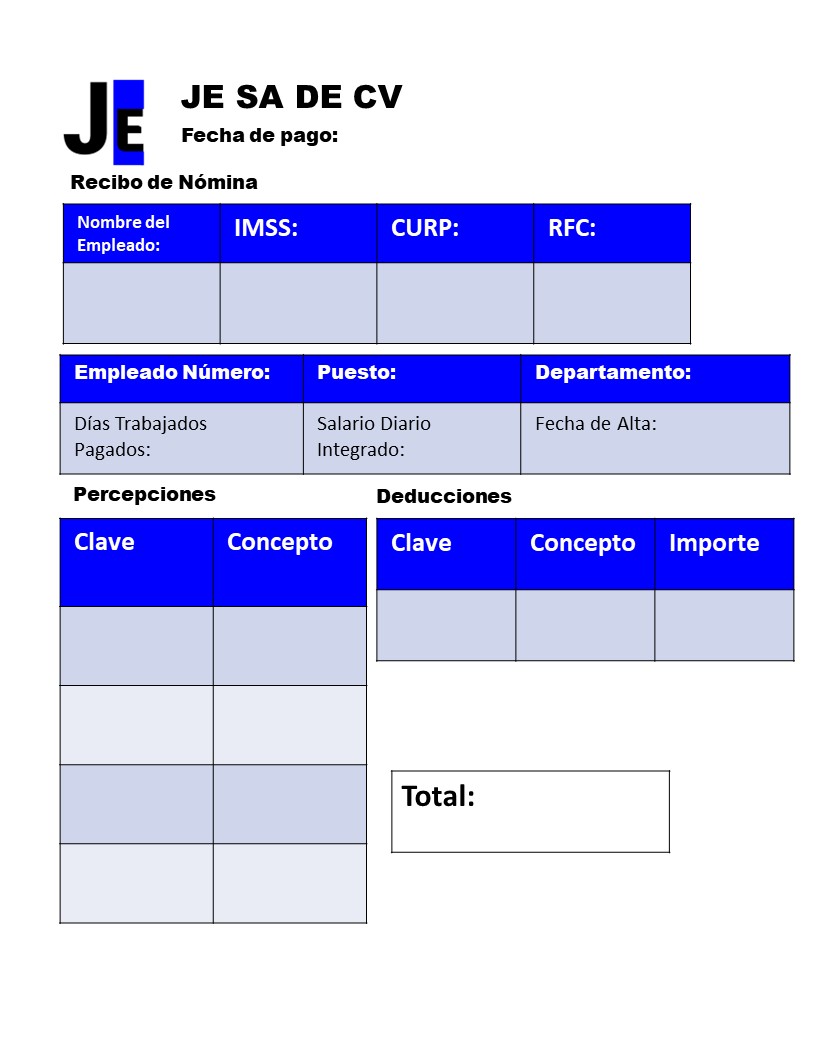 JE
JE SA DE CV
Fecha de pago:
Recibo de Nómina
Nombre del
Empleado:
IMSS:
CURP:
RFC:
Empleado Número:
Puesto:
Departamento:
Días Trabajados
Pagados:
Salario Diario
Integrado:
Fecha de Alta:
Percepciones
Clave
Concepto
Deducciones
Clave
Concepto
Importe
Total: